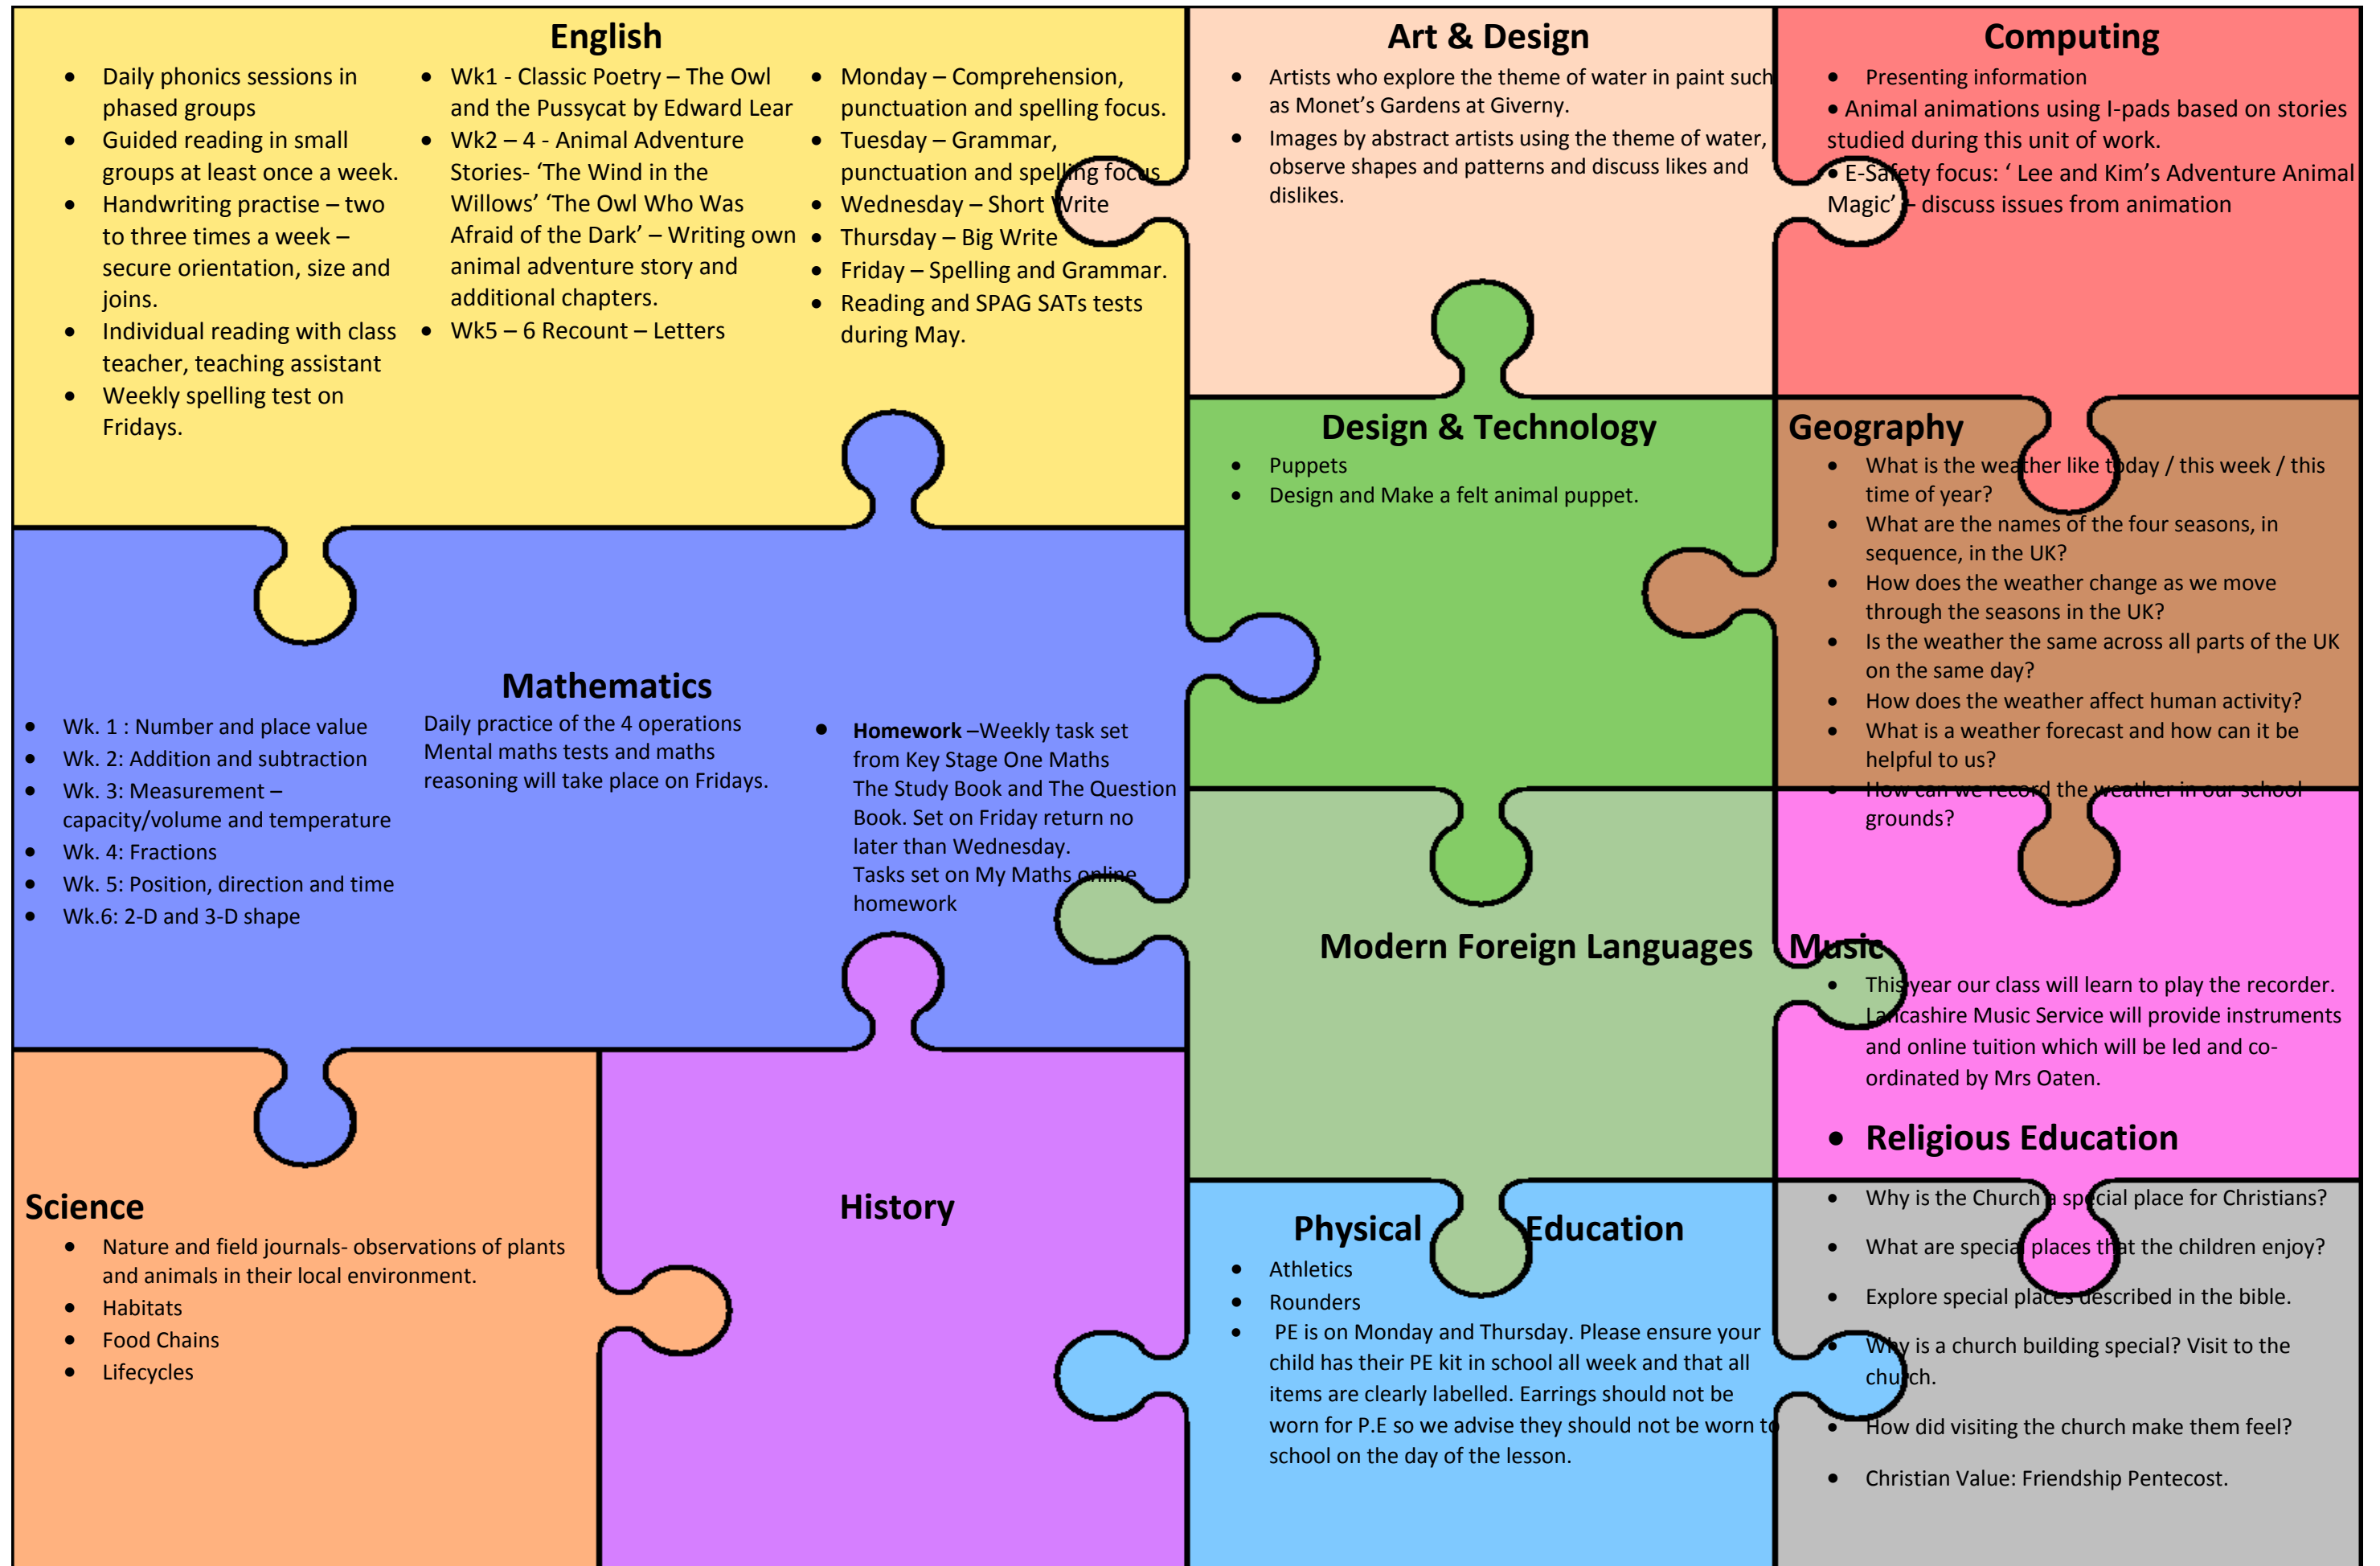 English
Daily phonics sessions in
phased groups
Guided reading in small
groups at least once a week.
Handwriting practise – two
to three times a week –
secure orientation, size and
joins.
Individual reading with class
teacher, teaching assistant
Weekly spelling test on
Fridays.
Wk1 - Classic Poetry – The Owl
and the Pussycat by Edward Lear
Wk2 – 4 - Animal Adventure
Stories- ‘The Wind in the
Willows’ ‘The Owl Who Was
Afraid of the Dark’ – Writing own
animal adventure story and
additional chapters.
Wk5 – 6 Recount – Letters
Monday – Comprehension,
punctuation and spelling focus.
Tuesday – Grammar,
punctuation and spelling focus
Wednesday – Short Write
Thursday – Big Write
Friday – Spelling and Grammar.
Reading and SPAG SATs tests
during May.
Art & Design
Artists who explore the theme of water in paint such
as Monet’s Gardens at Giverny.
Images by abstract artists using the theme of water,
observe shapes and patterns and discuss likes and
dislikes.
Computing
Presenting information
Animal animations using I-pads based on stories
studied during this unit of work.
E-Safety focus: ‘ Lee and Kim’s Adventure Animal
Magic’ – discuss issues from animation
Design & Technology
Puppets
Design and Make a felt animal puppet.
Geography
What is the weather like today / this week / this
time of year?
What are the names of the four seasons, in
sequence, in the UK?
How does the weather change as we move
through the seasons in the UK?
Is the weather the same across all parts of the UK
on the same day?
How does the weather affect human activity?
What is a weather forecast and how can it be
helpful to us?
How can we record the weather in our school
grounds?
Mathematics
Wk. 1 : Number and place value
Wk. 2: Addition and subtraction
Wk. 3: Measurement –
capacity/volume and temperature
Wk. 4: Fractions
Wk. 5: Position, direction and time
Wk.6: 2-D and 3-D shape
Daily practice of the 4 operations
Mental maths tests and maths
reasoning will take place on Fridays.
Homework –Weekly task set
from Key Stage One Maths
The Study Book and The Question
Book. Set on Friday return no
later than Wednesday.
Tasks set on My Maths online
homework
Modern Foreign Languages
Music
This year our class will learn to play the recorder.
Lancashire Music Service will provide instruments
and online tuition which will be led and co-
ordinated by Mrs Oaten.
Science
Nature and field journals- observations of plants
and animals in their local environment.
Habitats
Food Chains
Lifecycles
History
Physical Education
Athletics
Rounders
PE is on Monday and Thursday. Please ensure your
child has their PE kit in school all week and that all
items are clearly labelled. Earrings should not be
worn for P.E so we advise they should not be worn to
school on the day of the lesson.
Religious Education
Why is the Church a special place for Christians?
What are special places that the children enjoy?
Explore special places described in the bible.
Why is a church building special? Visit to the
church.
How did visiting the church make them feel?
Christian Value: Friendship Pentecost.